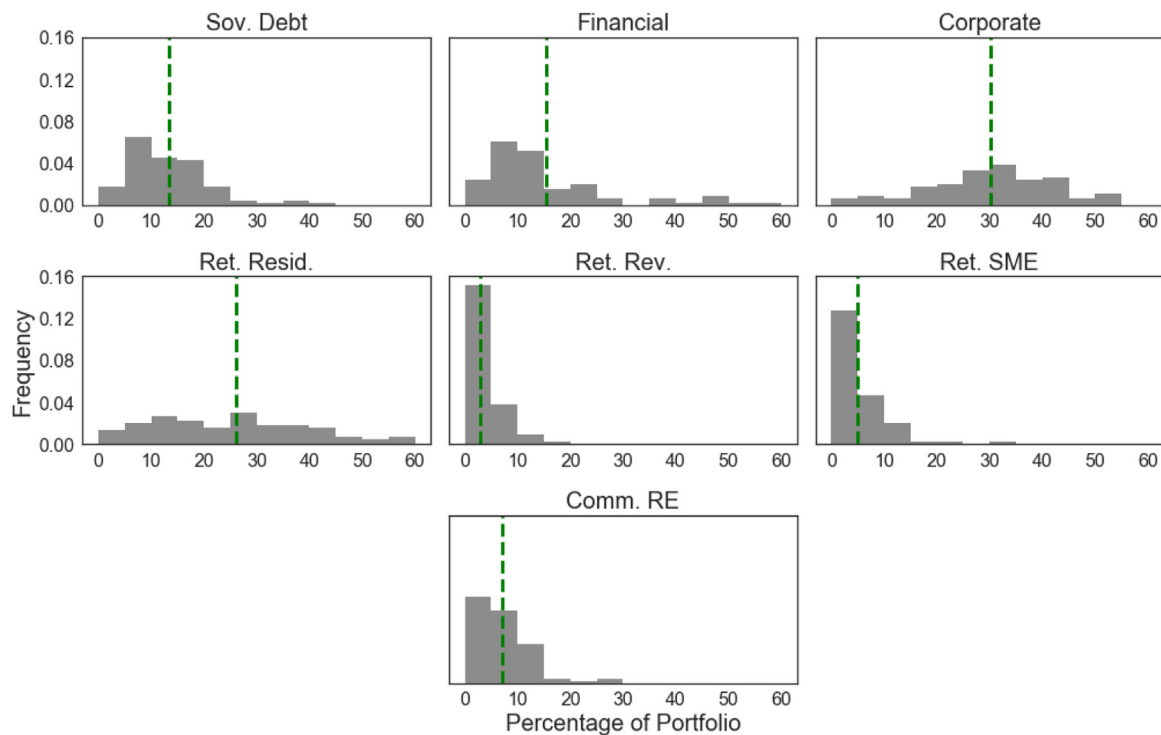 Sov. Debt
Financial
Corporate
0.16
0.12
0.08
0.04
0.00
0 10 20 30 40 50 60
0 10 20 30 40 50 60
0 10 20 30 40 50 60
Ret. Resid.
Ret. Rev.
Ret. SME
Frequency
0.16
0.12
0.08
0.04
0.00
0 10 20 30 40 50 60
0 10 20 30 40 50 60
0 10 20 30 40 50 60
Comm. RE
0 10 20 30 40 50 60
Percentage of Portfolio